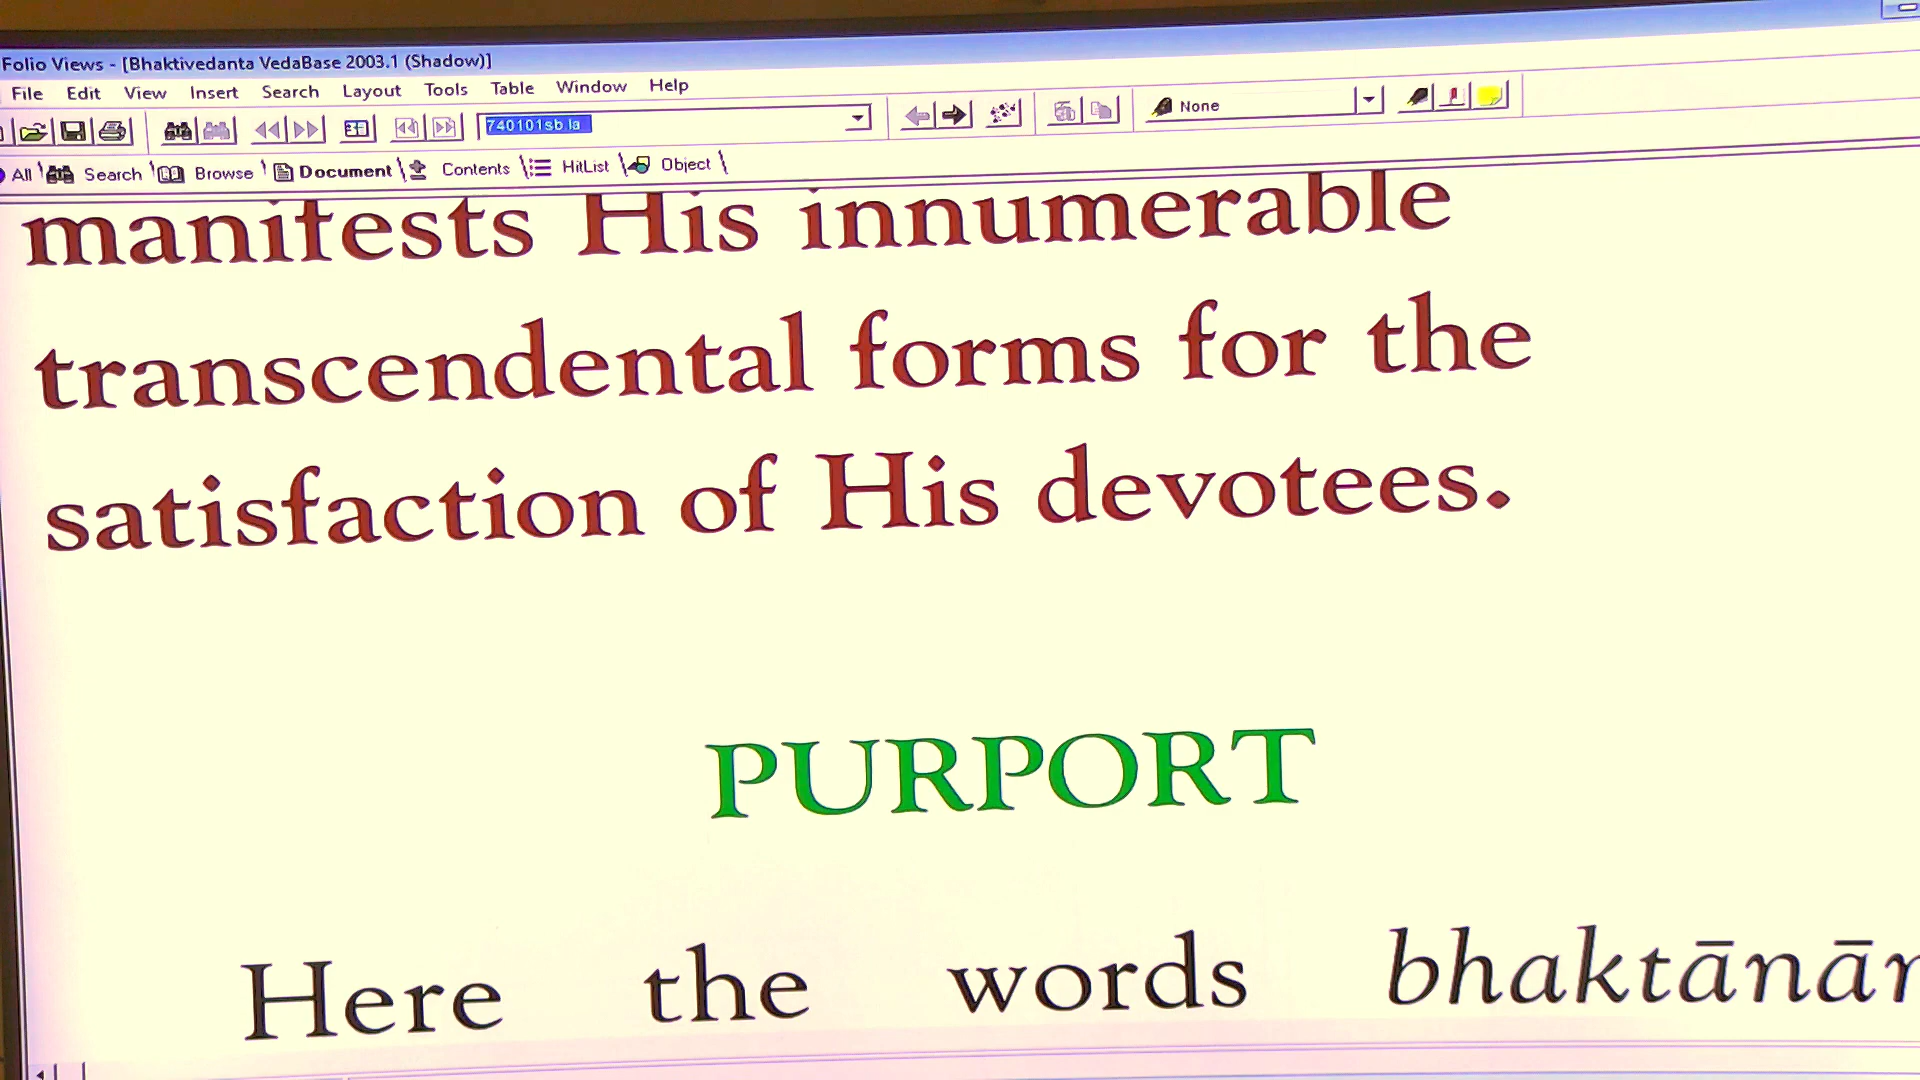 Folio Views - [Bhaktivedanta VedaBase 2003.1 (Shadow)]
File Edit View Insert Search Layout Tools Table Window Help
740101sb la
None
All Search Browse Document Contents HitList Object
manifests His innumerable
transcendental forms for the
satisfaction of His devotees.
PURPORT
Here the words